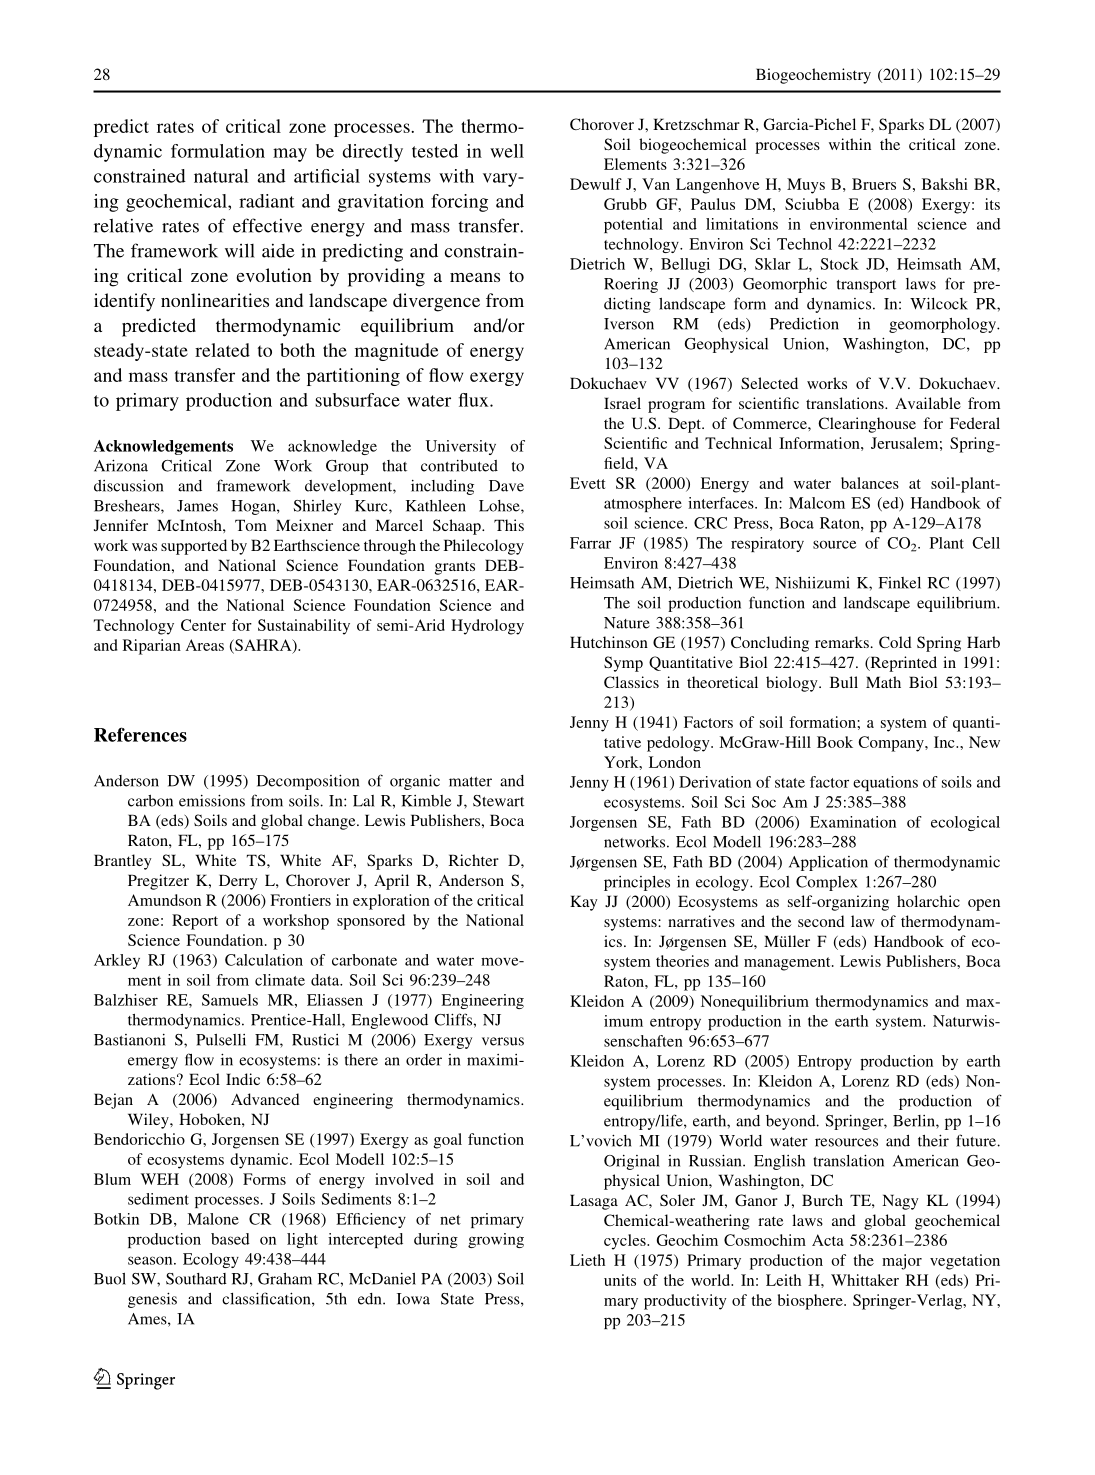 28
Biogeochemistry (2011) 102:15–29
predict rates of critical zone processes. The thermo-
dynamic formulation may be directly tested in well
constrained natural and artificial systems with vary-
ing geochemical, radiant and gravitation forcing and
relative rates of effective energy and mass transfer.
The framework will aide in predicting and constrain-
ing critical zone evolution by providing a means to
identify nonlinearities and landscape divergence from
a predicted thermodynamic equilibrium and/or
steady-state related to both the magnitude of energy
and mass transfer and the partitioning of flow exergy
to primary production and subsurface water flux.
Acknowledgements We acknowledge the University of
Arizona Critical Zone Work Group that contributed to
discussion and framework development, including Dave
Breshears, James Hogan, Shirley Kurc, Kathleen Lohse,
Jennifer McIntosh, Tom Meixner and Marcel Schaap. This
work was supported by B2 Earthscience through the Philecology
Foundation, and National Science Foundation grants DEB-
0418134, DEB-0415977, DEB-0543130, EAR-0632516, EAR-
0724958, and the National Science Foundation Science and
Technology Center for Sustainability of semi-Arid Hydrology
and Riparian Areas (SAHRA).
References
Anderson DW (1995) Decomposition of organic matter and
carbon emissions from soils. In: Lal R, Kimble J, Stewart
BA (eds) Soils and global change. Lewis Publishers, Boca
Raton, FL, pp 165–175
Brantley SL, White TS, White AF, Sparks D, Richter D,
Pregitzer K, Derry L, Chorover J, April R, Anderson S,
Amundson R (2006) Frontiers in exploration of the critical
zone: Report of a workshop sponsored by the National
Science Foundation. p 30
Arkley RJ (1963) Calculation of carbonate and water move-
ment in soil from climate data. Soil Sci 96:239–248
Balzhiser RE, Samuels MR, Eliassen J (1977) Engineering
thermodynamics. Prentice-Hall, Englewood Cliffs, NJ
Bastianoni S, Pulselli FM, Rustici M (2006) Exergy versus
emergy flow in ecosystems: is there an order in maximi-
zations? Ecol Indic 6:58–62
Bejan A (2006) Advanced engineering thermodynamics.
Wiley, Hoboken, NJ
Bendoricchio G, Jorgensen SE (1997) Exergy as goal function
of ecosystems dynamic. Ecol Modell 102:5–15
Blum WEH (2008) Forms of energy involved in soil and
sediment processes. J Soils Sediments 8:1–2
Botkin DB, Malone CR (1968) Efficiency of net primary
production based on light intercepted during growing
season. Ecology 49:438–444
Buol SW, Southard RJ, Graham RC, McDaniel PA (2003) Soil
genesis and classification, 5th edn. Iowa State Press,
Ames, IA
Chorover J, Kretzschmar R, Garcia-Pichel F, Sparks DL (2007)
Soil biogeochemical processes within the critical zone.
Elements 3:321–326
Dewulf J, Van Langenhove H, Muys B, Bruers S, Bakshi BR,
Grubb GF, Paulus DM, Sciubba E (2008) Exergy: its
potential and limitations in environmental science and
technology. Environ Sci Technol 42:2221–2232
Dietrich W, Bellugi DG, Sklar L, Stock JD, Heimsath AM,
Roering JJ (2003) Geomorphic transport laws for pre-
dicting landscape form and dynamics. In: Wilcock PR,
Iverson RM (eds) Prediction in geomorphology.
American Geophysical Union, Washington, DC, pp
103–132
Dokuchaev VV (1967) Selected works of V.V. Dokuchaev.
Israel program for scientific translations. Available from
the U.S. Dept. of Commerce, Clearinghouse for Federal
Scientific and Technical Information, Jerusalem; Spring-
field, VA
Evett SR (2000) Energy and water balances at soil-plant-
atmosphere interfaces. In: Malcom ES (ed) Handbook of
soil science. CRC Press, Boca Raton, pp A-129–A178
Farrar JF (1985) The respiratory source of CO₂. Plant Cell
Environ 8:427–438
Heimsath AM, Dietrich WE, Nishiizumi K, Finkel RC (1997)
The soil production function and landscape equilibrium.
Nature 388:358–361
Hutchinson GE (1957) Concluding remarks. Cold Spring Harb
Symp Quantitative Biol 22:415–427. (Reprinted in 1991:
Classics in theoretical biology. Bull Math Biol 53:193–
213)
Jenny H (1941) Factors of soil formation; a system of quanti-
tative pedology. McGraw-Hill Book Company, Inc., New
York, London
Jenny H (1961) Derivation of state factor equations of soils and
ecosystems. Soil Sci Soc Am J 25:385–388
Jorgensen SE, Fath BD (2006) Examination of ecological
networks. Ecol Modell 196:283–288
Jørgensen SE, Fath BD (2004) Application of thermodynamic
principles in ecology. Ecol Complex 1:267–280
Kay JJ (2000) Ecosystems as self-organizing holarchic open
systems: narratives and the second law of thermodynam-
ics. In: Jørgensen SE, Müller F (eds) Handbook of eco-
system theories and management. Lewis Publishers, Boca
Raton, FL, pp 135–160
Kleidon A (2009) Nonequilibrium thermodynamics and max-
imum entropy production in the earth system. Naturwis-
senschaften 96:653–677
Kleidon A, Lorenz RD (2005) Entropy production by earth
system processes. In: Kleidon A, Lorenz RD (eds) Non-
equilibrium thermodynamics and the production of
entropy/life, earth, and beyond. Springer, Berlin, pp 1–16
L'vovich MI (1979) World water resources and their future.
Original in Russian. English translation American Geo-
physical Union, Washington, DC
Lasaga AC, Soler JM, Ganor J, Burch TE, Nagy KL (1994)
Chemical-weathering rate laws and global geochemical
cycles. Geochim Cosmochim Acta 58:2361–2386
Lieth H (1975) Primary production of the major vegetation
units of the world. In: Leith H, Whittaker RH (eds) Pri-
mary productivity of the biosphere. Springer-Verlag, NY,
pp 203–215
Springer